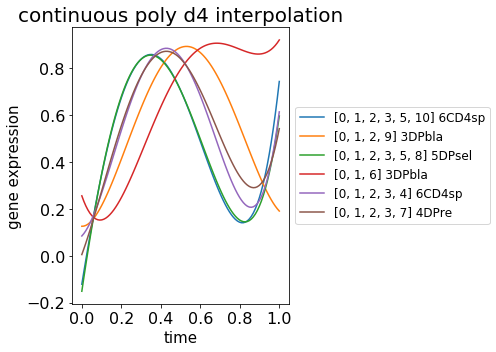 continuous poly d4 interpolation
gene expression
0.8
0.6
0.4
0.2
0.0
−0.2
0.0 0.2 0.4 0.6 0.8 1.0
time
[0, 1, 2, 3, 5, 10] 6CD4sp
[0, 1, 2, 9] 3DPbla
[0, 1, 2, 3, 5, 8] 5DPsel
[0, 1, 6] 3DPbla
[0, 1, 2, 3, 4] 6CD4sp
[0, 1, 2, 3, 7] 4DPre